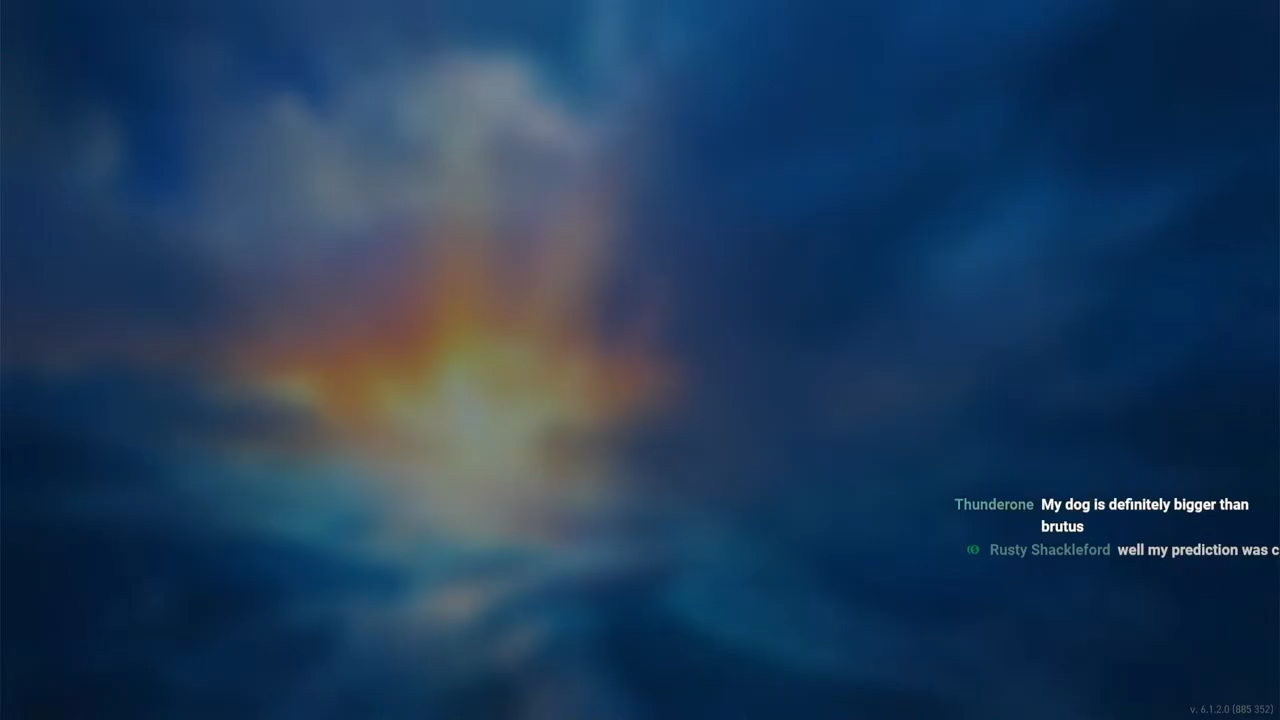 Thunderone My dog is definitely bigger than
brutus
Rusty Shackleford well my prediction was c
v. 6.1.2.0 (885 352)